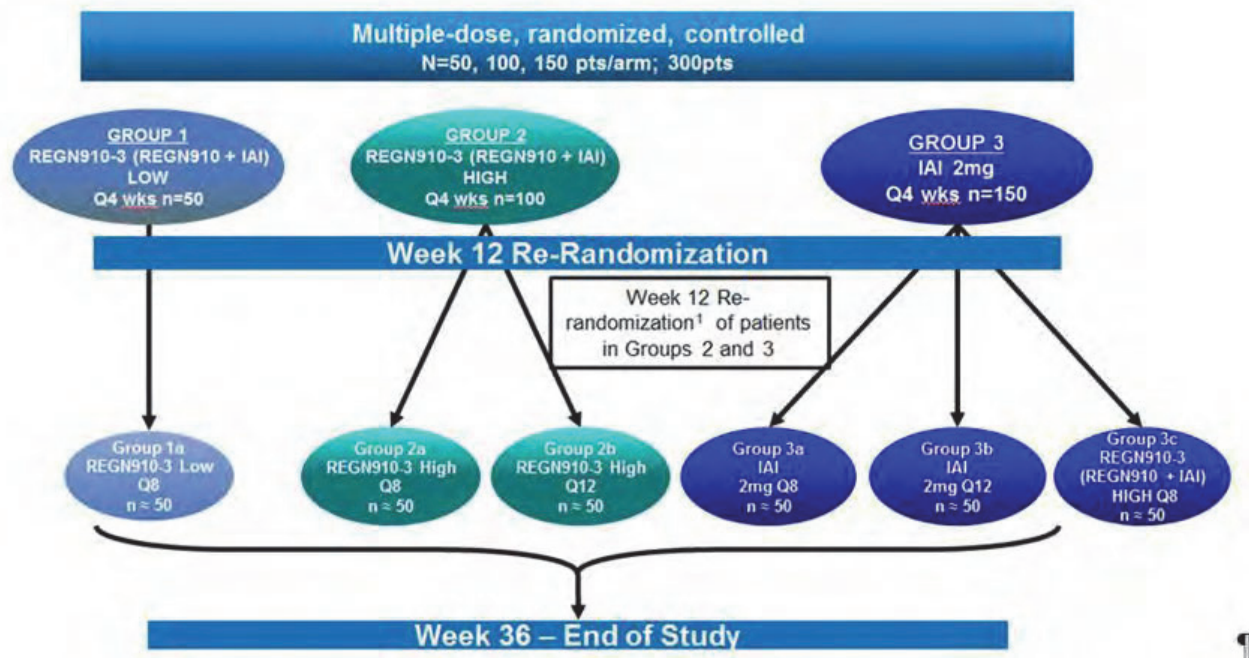 Multiple-dose, randomized, controlled
N=50, 100, 150 pts/arm; 300pts
GROUP 1
REGN910-3 (REGN910 + IAI)
LOW
Q4 wks n=50
GROUP 2
REGN910-3 (REGN910 + IAI)
HIGH
Q4 wks n=100
GROUP 3
IAI 2mg
Q4 wks n=150
Week 12 Re-Randomization
Week 12 Re-
randomization¹ of patients
in Groups 2 and 3
Group 1a
REGN910-3 Low
Q8
n ≈ 50
Group 2a
REGN910-3 High
Q8
n ≈ 50
Group 2b
REGN910-3 High
Q12
n ≈ 50
Group 3a
IAI
2mg Q8
n ≈ 50
Group 3b
IAI
2mg Q12
n ≈ 50
Group 3c
REGN910-3
(REGN910 + IAI)
HIGH Q8
n ≈ 50
Week 36 – End of Study
¶